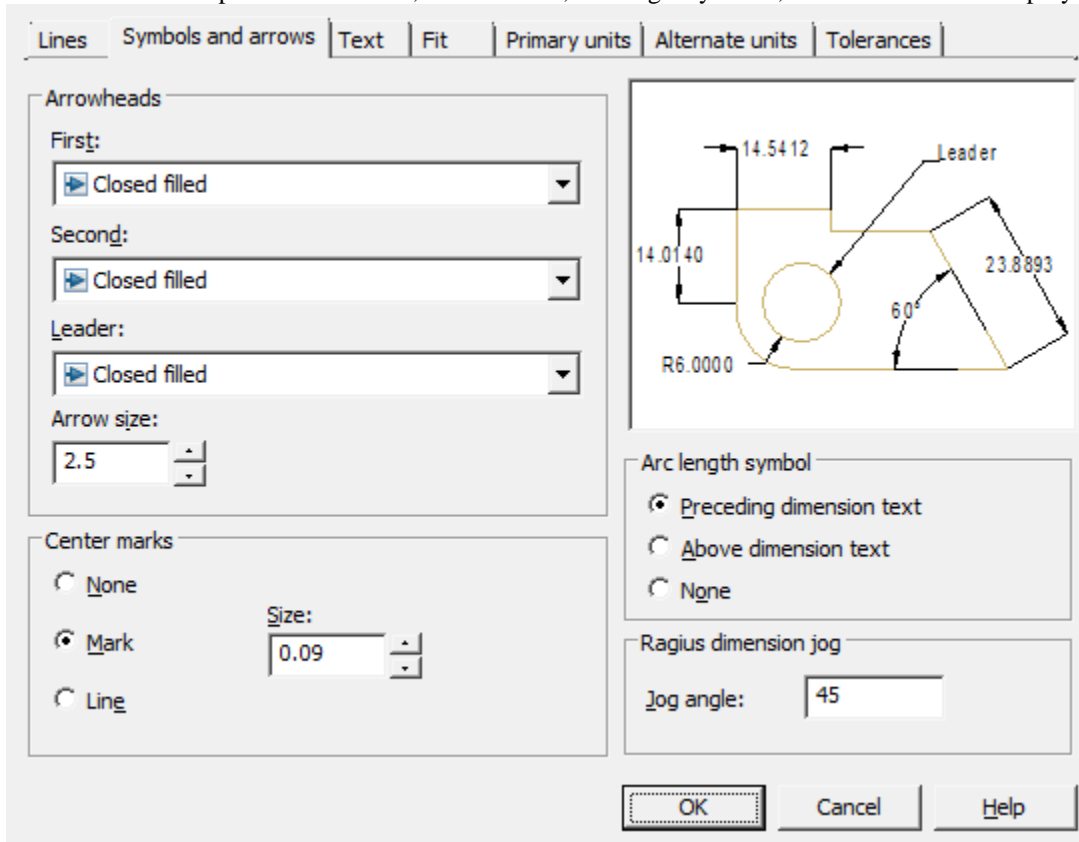 Lines
Symbols and arrows
Text
Fit
Primary units
Alternate units
Tolerances
Arrowheads
First:
Closed filled
Second:
Closed filled
Leader:
Closed filled
Arrow size:
2.5
Center marks
None
Mark
Line
Size:
0.09
14.5412
Leader
14.0140
23.8893
60°
R6.0000
Arc length symbol
Preceding dimension text
Above dimension text
None
Ragius dimension jog
Jog angle:
45
OK
Cancel
Help